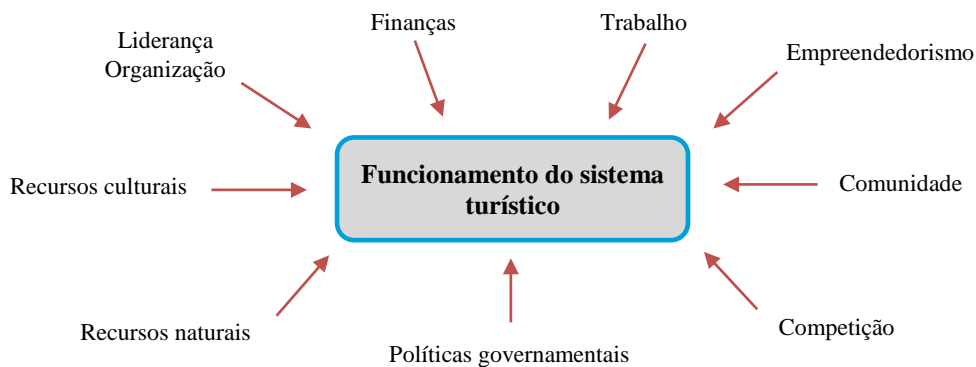 Finanças
Trabalho
Liderança
Organização
Empreendedorismo
Funcionamento do sistema
turístico
Recursos culturais
Comunidade
Recursos naturais
Competição
Políticas governamentais